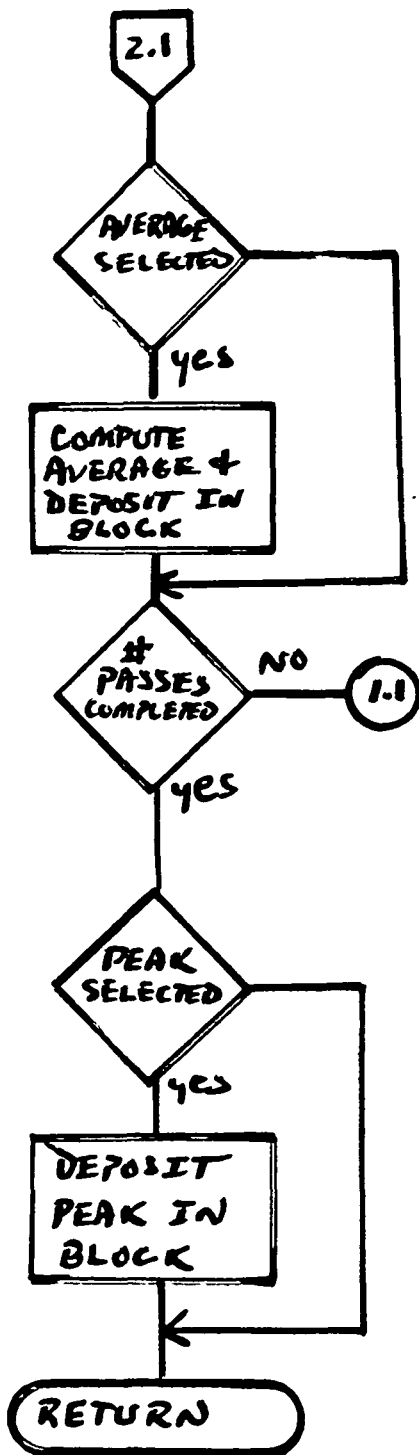 2.1
AVERAGE
SELECTED
yes
COMPUTE
AVERAGE &
DEPOSIT IN
BLOCK
#
PASSES
COMPLETED
NO
1.1
yes
PEAK
SELECTED
yes
DEPOSIT
PEAK IN
BLOCK
RETURN